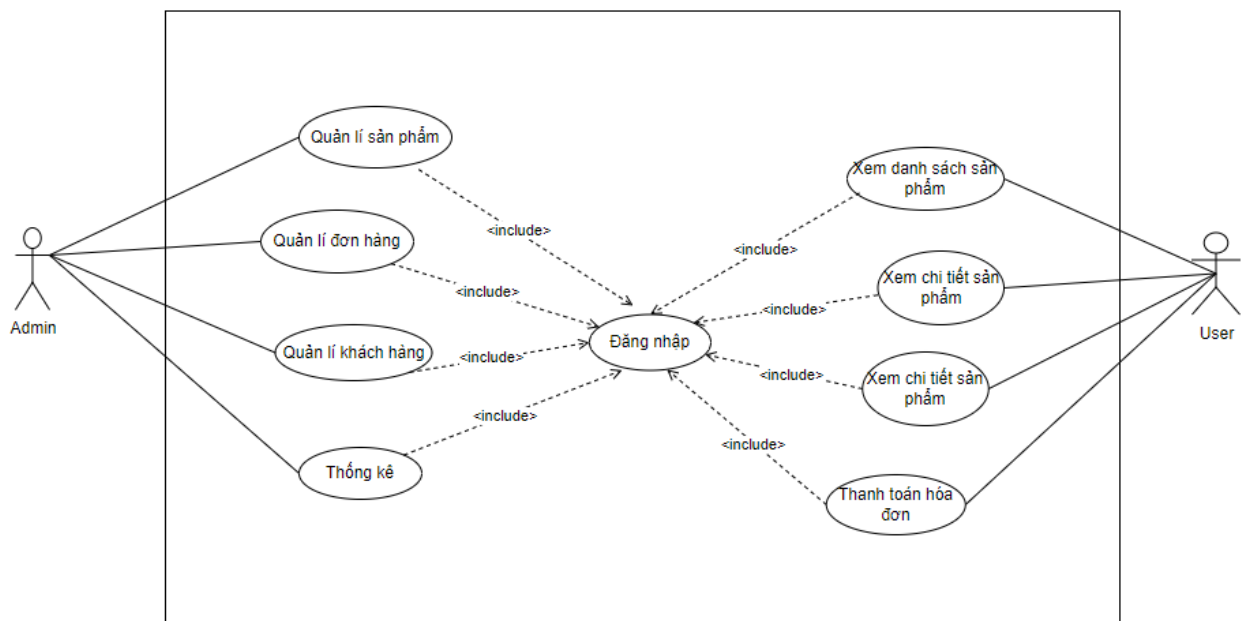 Quản lí sản phẩm
Xem danh sách sản
phẩm
<include>
<include>
Quản lí đơn hàng
Xem chi tiết sản
phẩm
<include>
<include>
Admin
User
Đăng nhập
Quản lí khách hàng
<include>
Xem chi tiết sản
phẩm
<include>
<include>
<include>
Thống kê
Thanh toán hóa
đơn